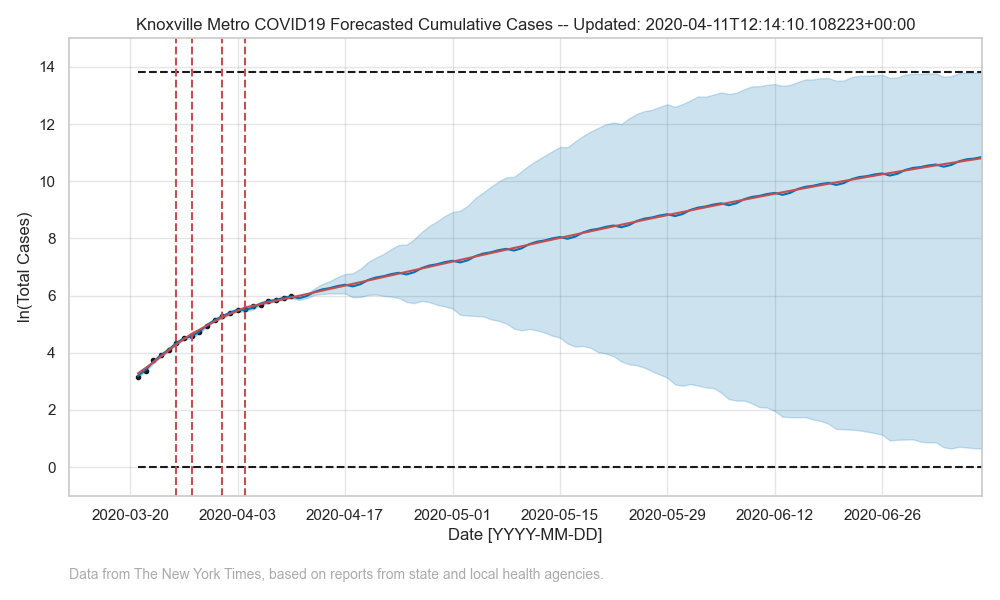 Knoxville Metro COVID19 Forecasted Cumulative Cases -- Updated: 2020-04-11T12:14:10.108223+00:00
ln(Total Cases)
14
12
10
8
6
4
2
0
2020-03-20 2020-04-03 2020-04-17 2020-05-01 2020-05-15 2020-05-29 2020-06-12 2020-06-26
Date [YYYY-MM-DD]
Data from The New York Times, based on reports from state and local health agencies.